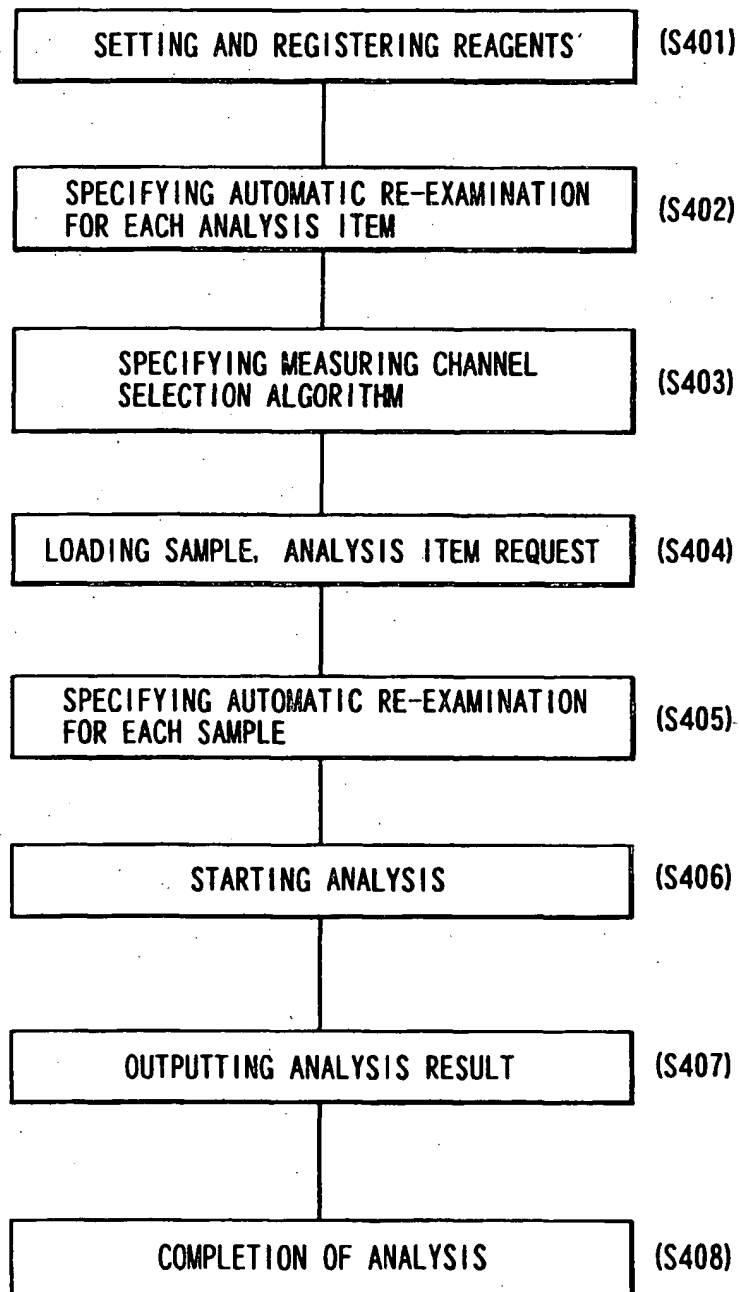 SETTING AND REGISTERING REAGENTS (S401)
SPECIFYING AUTOMATIC RE-EXAMINATION
FOR EACH ANALYSIS ITEM
(S402)
SPECIFYING MEASURING CHANNEL
SELECTION ALGORITHM
(S403)
LOADING SAMPLE, ANALYSIS ITEM REQUEST (S404)
SPECIFYING AUTOMATIC RE-EXAMINATION
FOR EACH SAMPLE
(S405)
STARTING ANALYSIS (S406)
OUTPUTTING ANALYSIS RESULT (S407)
COMPLETION OF ANALYSIS (S408)